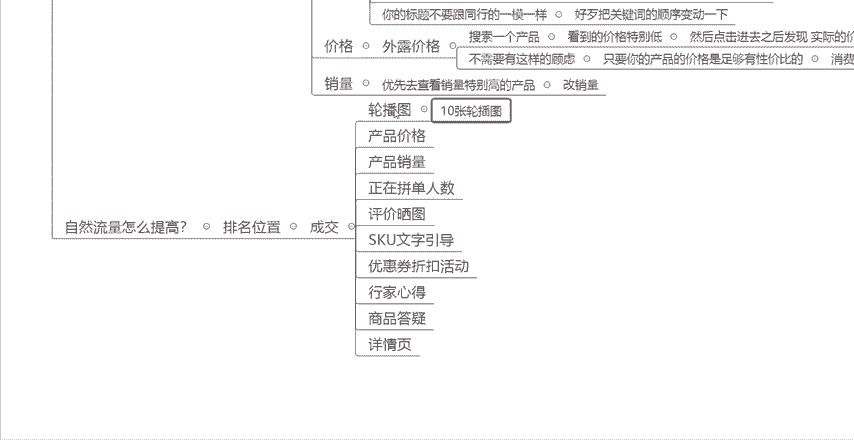 你的标题不要跟同行的一模一样 好歹把关键词的顺序变动一下
价格 外露价格 搜索一个产品 看到的价格特别低 然后点击进去之后发现 实际的价
不需要有这样的顾虑 只要你的产品的价格是足够有性价比的 消费
销量 优先去查看销量特别高的产品 改销量
轮播图 10张轮播图
产品价格
产品销量
正在拼单人数
评价晒图
自然流量怎么提高？ 排名位置 成交
SKU文字引导
优惠券折扣活动
行家心得
商品答疑
详情页